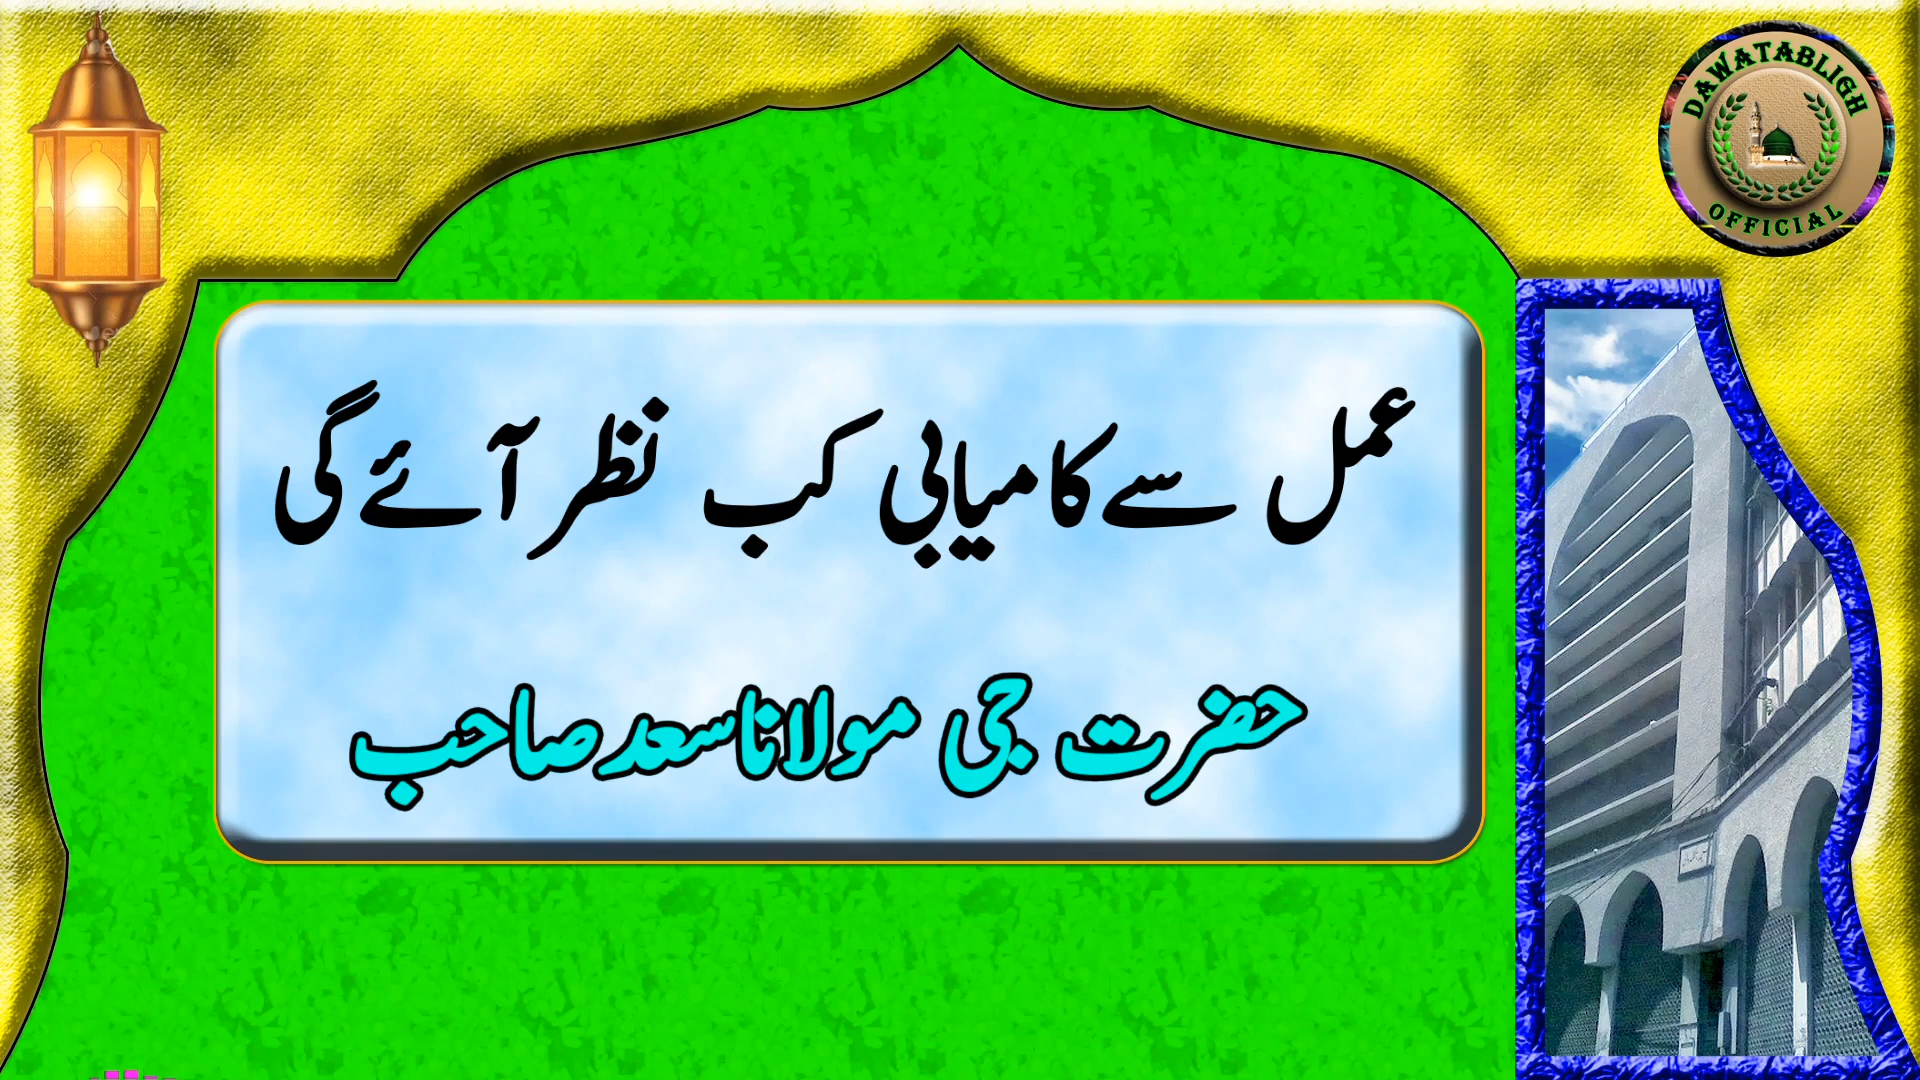 DAWATABLIGH
OFFICIAL
عمل سے کامیابی کب نظر آئے گی
حضرت جی مولانا سعد صاحب